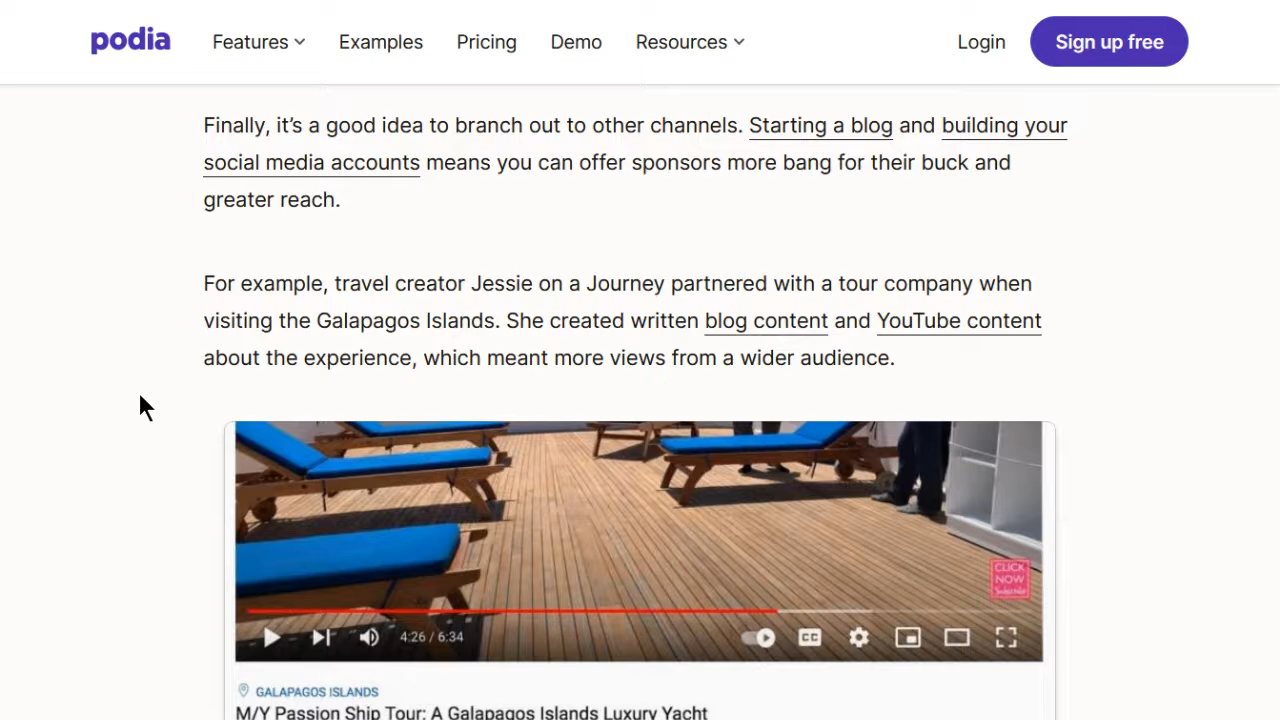 podia
Features
Examples
Pricing
Demo
Resources
Login
Sign up free
Finally, it’s a good idea to branch out to other channels. Starting a blog and building your
social media accounts means you can offer sponsors more bang for their buck and
greater reach.
For example, travel creator Jessie on a Journey partnered with a tour company when
visiting the Galapagos Islands. She created written blog content and YouTube content
about the experience, which meant more views from a wider audience.
CLICK
NOW
Subscribe
4:26 / 6:34
CC
GALAPAGOS ISLANDS
M/Y Passion Ship Tour: A Galapagos Islands Luxury Yacht